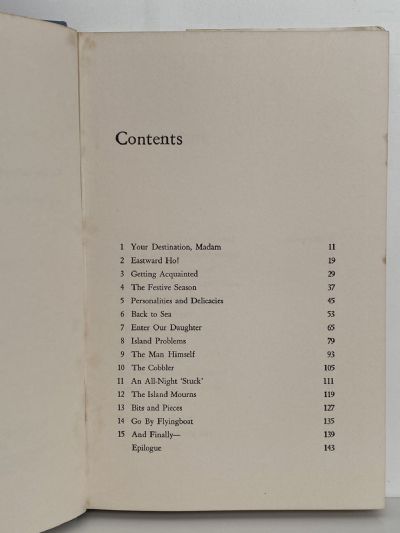 Contents
1 Your Destination, Madam 11
2 Eastward Ho! 19
3 Getting Acquainted 29
4 The Festive Season 37
5 Personalities and Delicacies 45
6 Back to Sea 53
7 Enter Our Daughter 65
8 Island Problems 79
9 The Man Himself 93
10 The Cobbler 105
11 An All-Night 'Stuck' 111
12 The Island Mourns 119
13 Bits and Pieces 127
14 Go By Flyingboat 135
15 And Finally— 139
Epilogue 143